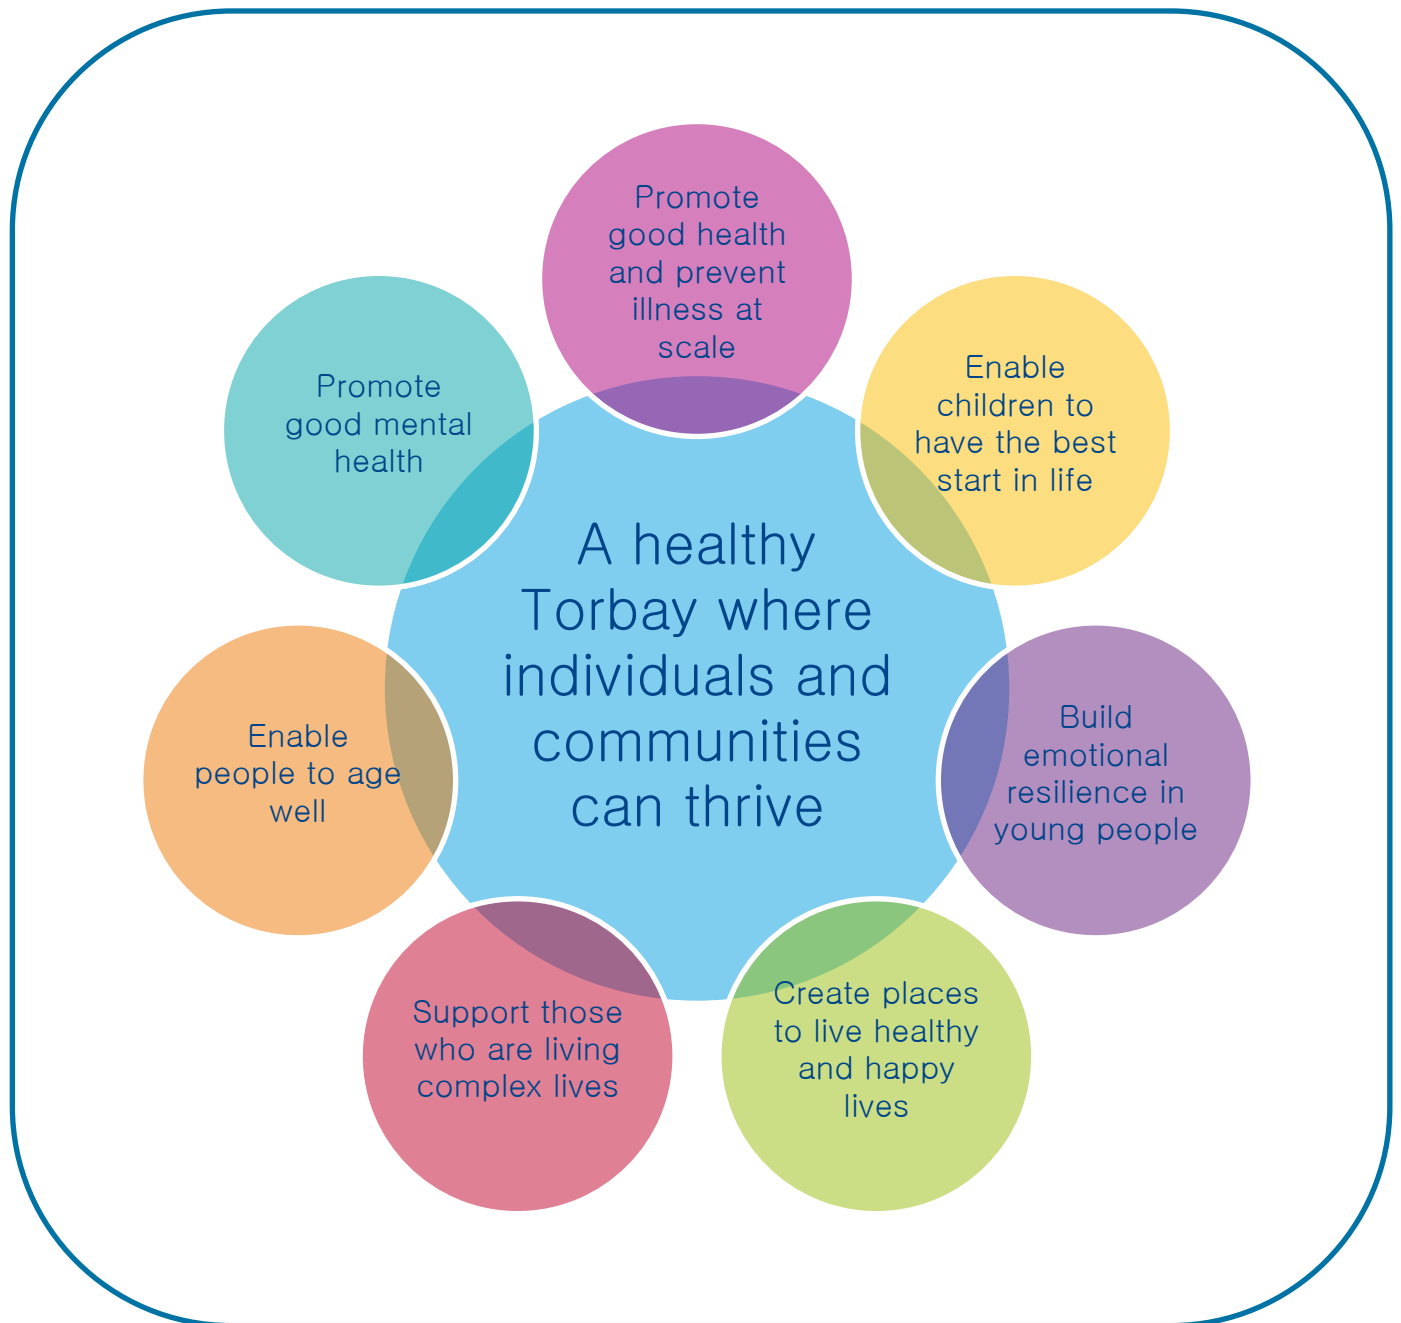 Promote
good health
and prevent
illness at
scale
Enable
children to
have the best
start in life
Build
emotional
resilience in
young people
Create places
to live healthy
and happy
lives
Support those
who are living
complex lives
Enable
people to age
well
Promote
good mental
health
A healthy
Torbay where
individuals and
communities
can thrive